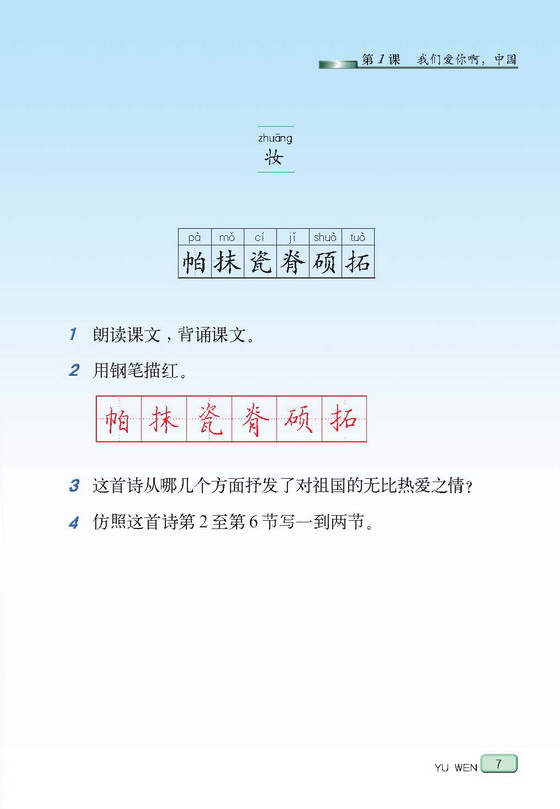 第1课 我们爱你啊，中国
zhuāng
妆
pà mǒ cí jǐ shuò tuò
帕 抹 瓷 脊 硕 拓
1 朗读课文，背诵课文。
2 用钢笔描红。
帕 抹 瓷 脊 硕 拓
3 这首诗从哪几个方面抒发了对祖国的无比热爱之情？
4 仿照这首诗第2至第6节写一到两节。
YU WEN 7